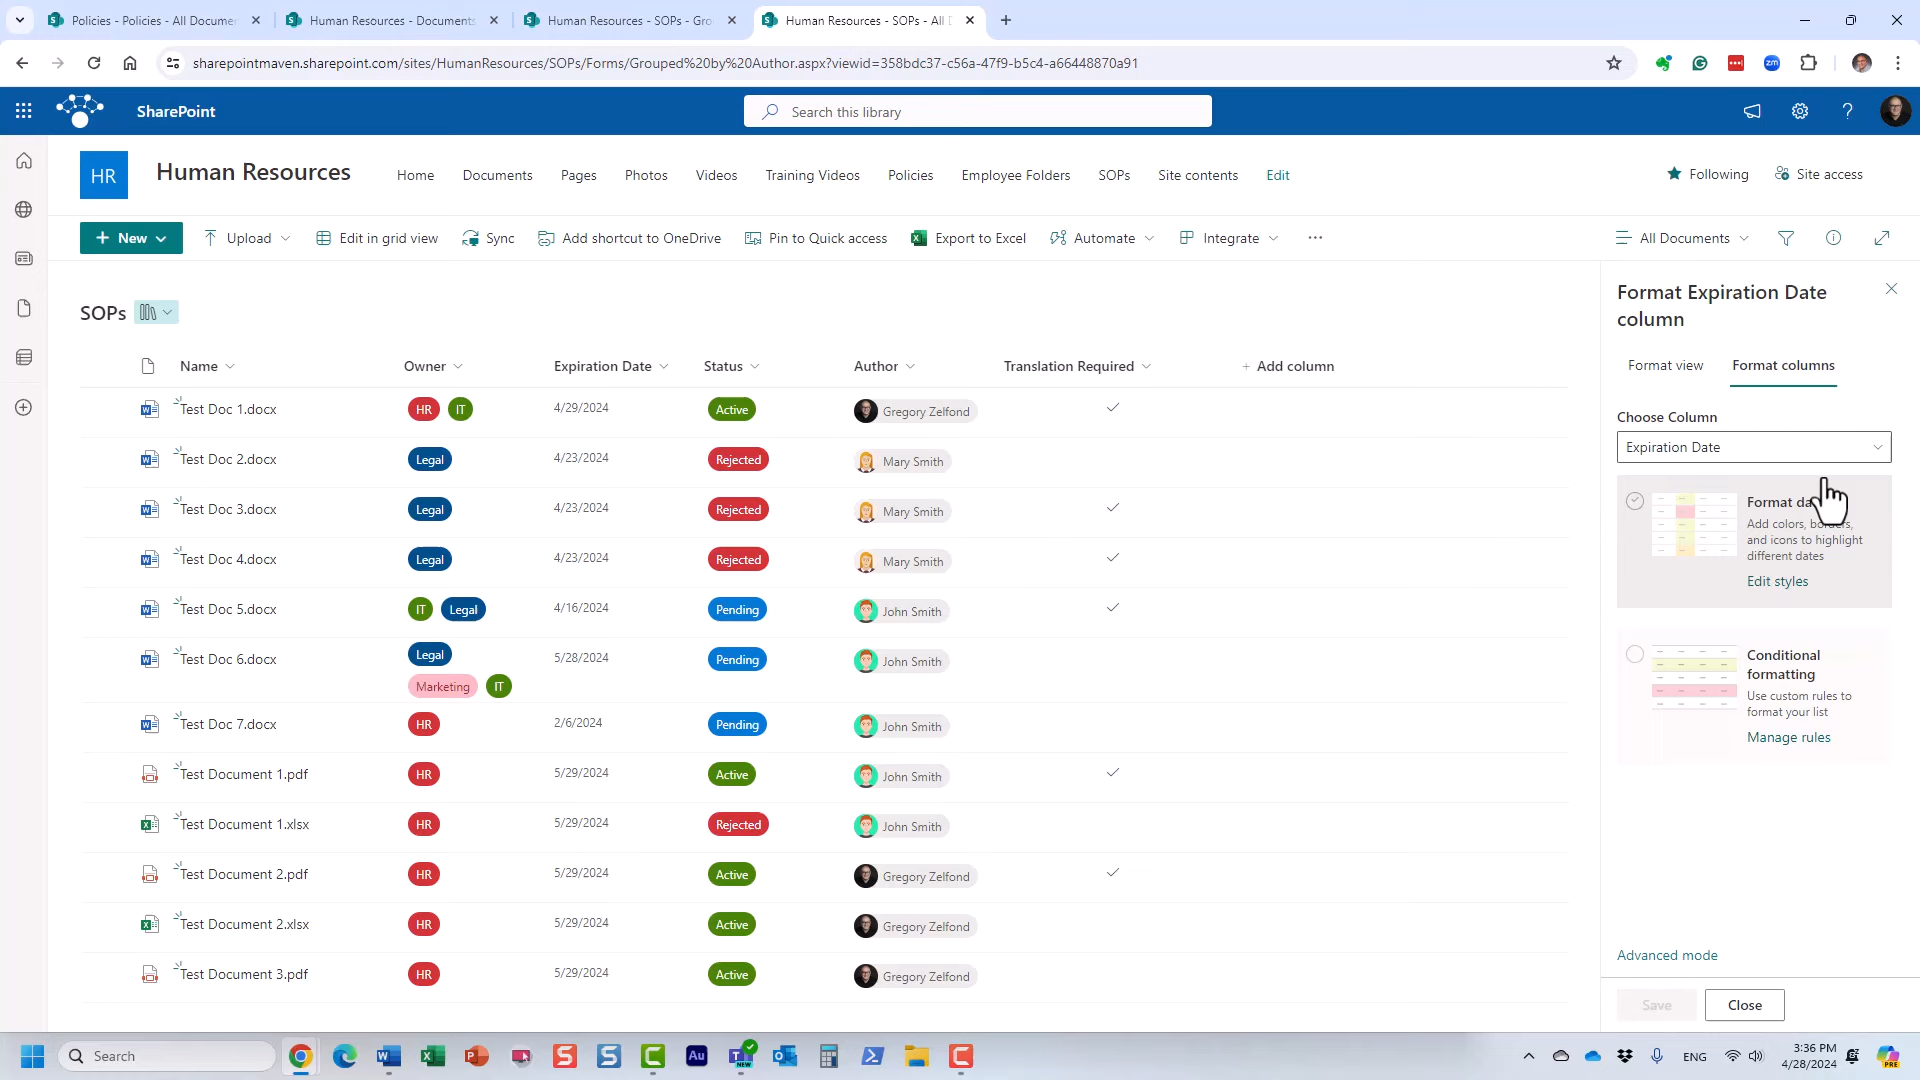 Policies - Policies - All Documen
Human Resources - Documents
Human Resources - SOPs - Gro
Human Resources - SOPs - All D
sharepointmaven.sharepoint.com/sites/HumanResources/SOPs/Forms/Grouped%20by%20Author.aspx?viewid=358bdc37-c56a-47f9-b5c4-a66448870a91
SharePoint
Search this library
HR
Human Resources
Home
Documents
Pages
Photos
Videos
Training Videos
Policies
Employee Folders
SOPs
Site contents
Edit
Following
Site access
New
Upload
Edit in grid view
Sync
Add shortcut to OneDrive
Pin to Quick access
Export to Excel
Automate
Integrate
All Documents
SOPs
Name Owner Expiration Date Status Author Translation Required + Add column
Test Doc 1.docx HR IT 4/29/2024 Active Gregory Zelfond
Test Doc 2.docx Legal 4/23/2024 Rejected Mary Smith
Test Doc 3.docx Legal 4/23/2024 Rejected Mary Smith
Test Doc 4.docx Legal 4/23/2024 Rejected Mary Smith
Test Doc 5.docx IT Legal 4/16/2024 Pending John Smith
Test Doc 6.docx Legal 5/28/2024 Pending John Smith
Marketing IT
Test Doc 7.docx HR 2/6/2024 Pending John Smith
Test Document 1.pdf HR 5/29/2024 Active John Smith
Test Document 1.xlsx HR 5/29/2024 Rejected John Smith
Test Document 2.pdf HR 5/29/2024 Active Gregory Zelfond
Test Document 2.xlsx HR 5/29/2024 Active Gregory Zelfond
Test Document 3.pdf HR 5/29/2024 Active Gregory Zelfond
Format Expiration Date
column
Format view
Format columns
Choose Column
Expiration Date
Format
Add colors,
and icons to highlight
different dates
Edit styles
Conditional
formatting
Use custom rules to
format your list
Manage rules
Advanced mode
Save
Close
Search
ENG
3:36 PM
4/28/2024